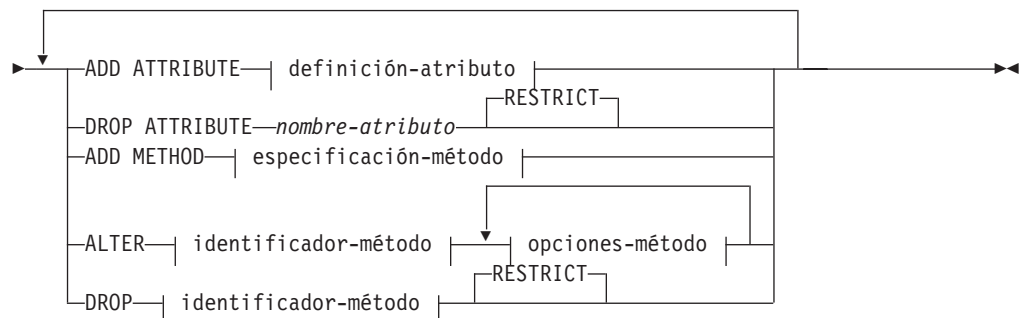 ADD ATTRIBUTE definición-atributo
RESTRICT
DROP ATTRIBUTE nombre-atributo
ADD METHOD especificación-método
ALTER identificador-método opciones-método
RESTRICT
DROP identificador-método